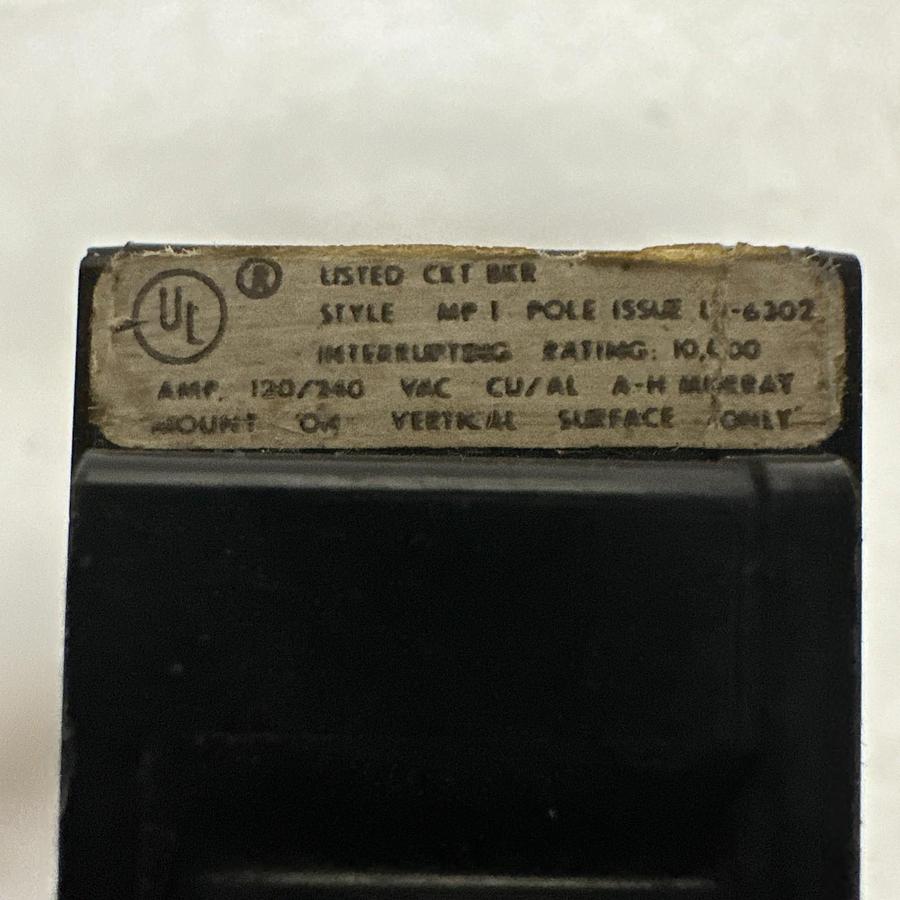 UL ® LISTED CKT BKR
STYLE MP 1 POLE ISSUE
INTERRUPTING RATING:
AMP. 120/240 VAC CU/AL A-H MURRAY
MOUNT VERTICAL SURFACE ONLY